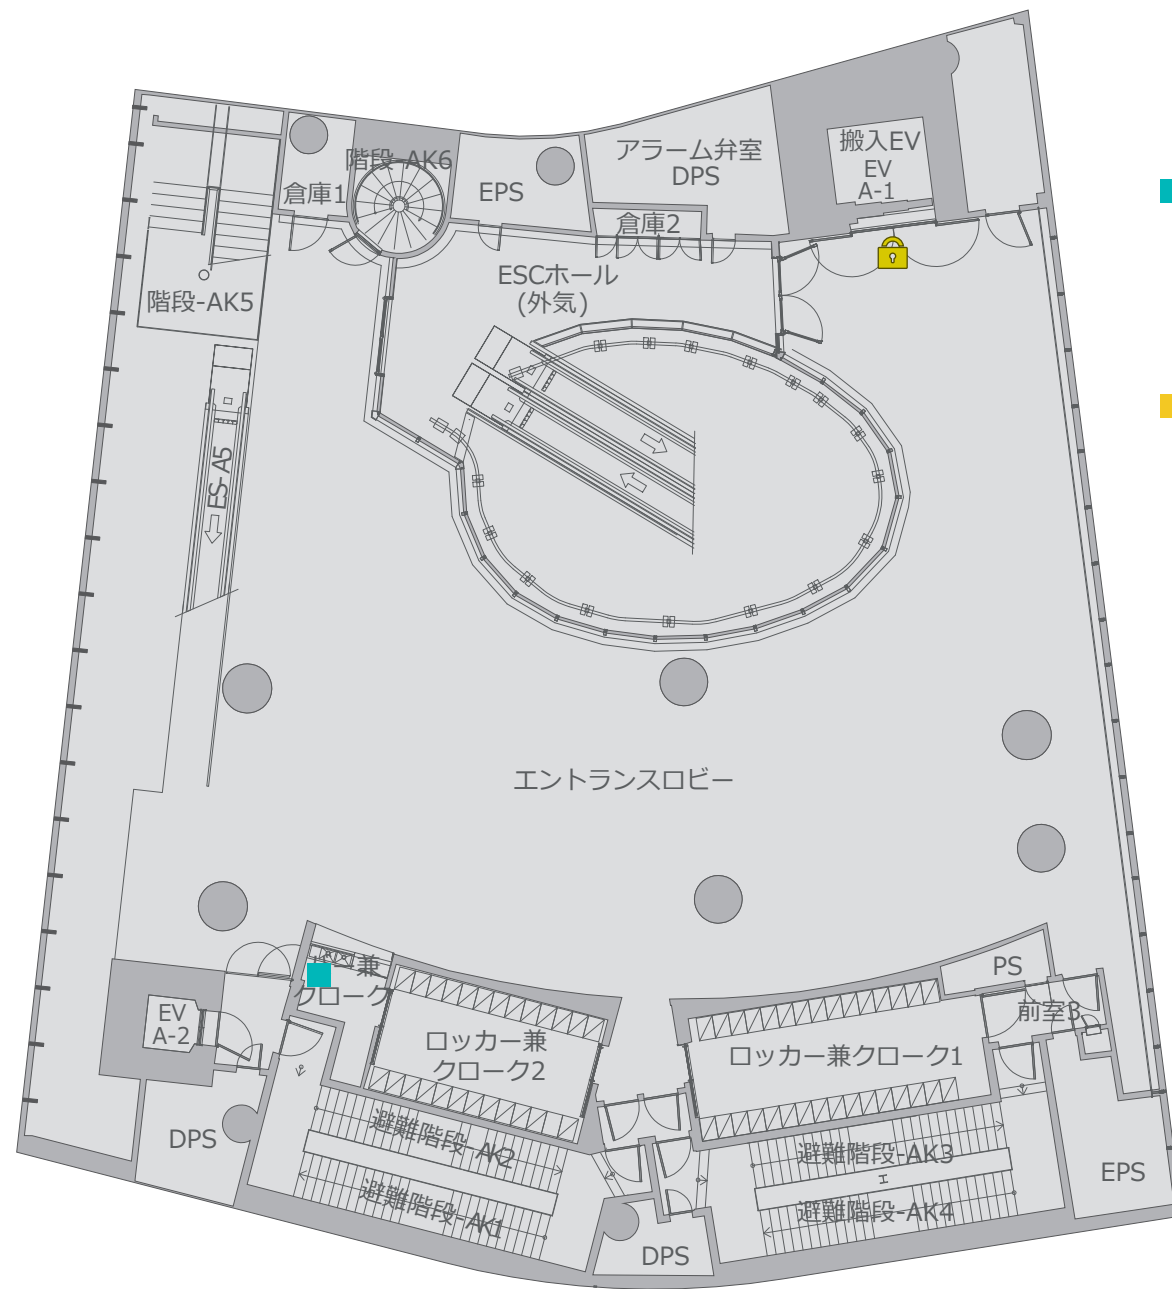 搬入EV
EV
A-1
アラーム弁室
DPS
階段-AK6
倉庫1
EPS
倉庫2
ESCホール
(外気)
階段-AK5
ES-A5
エントランスロビー
ー兼
クローク
PS
前室3
EV
A-2
ロッカー兼
クローク2
ロッカー兼クローク1
DPS
避難階段-AK2
避難階段-AK1
避難階段-AK3
避難階段-AK4
EPS
DPS